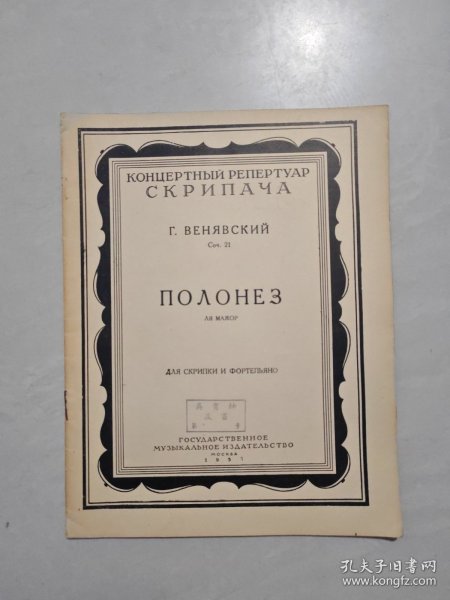 КОНЦЕРТНЫЙ РЕПЕРТУАР
СКРИПАЧА
Г. ВЕНЯВСКИЙ
Соч. 21
ПОЛОНЕЗ
ЛЯ МАЖОР
ДЛЯ СКРИПКИ И ФОРТЕПЬЯНО
ГОСУДАРСТВЕННОЕ
МУЗЫКАЛЬНОЕ ИЗДАТЕЛЬСТВО
МОСКВА
1957
孔夫子旧书网
www.kongfz.com